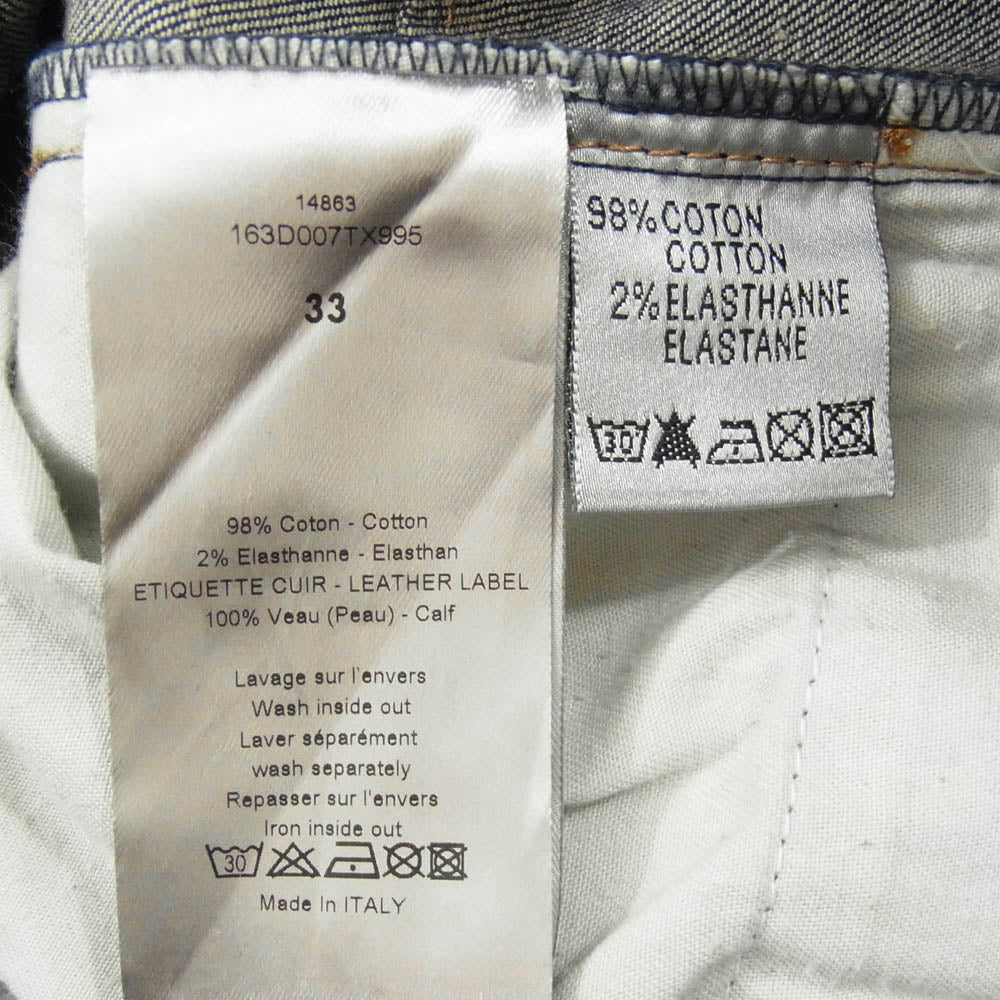 14863
163D007TX995
33
98% Coton - Cotton
2% Elasthanne - Elasthan
ETIQUETTE CUIR - LEATHER LABEL
100% Veau (Peau) - Calf
Lavage sur l'envers
Wash inside out
Laver séparément
wash separately
Repasser sur l'envers
Iron inside out
30
Made In ITALY
98% COTON
COTTON
2% ELASTHANNE
ELASTANE
30